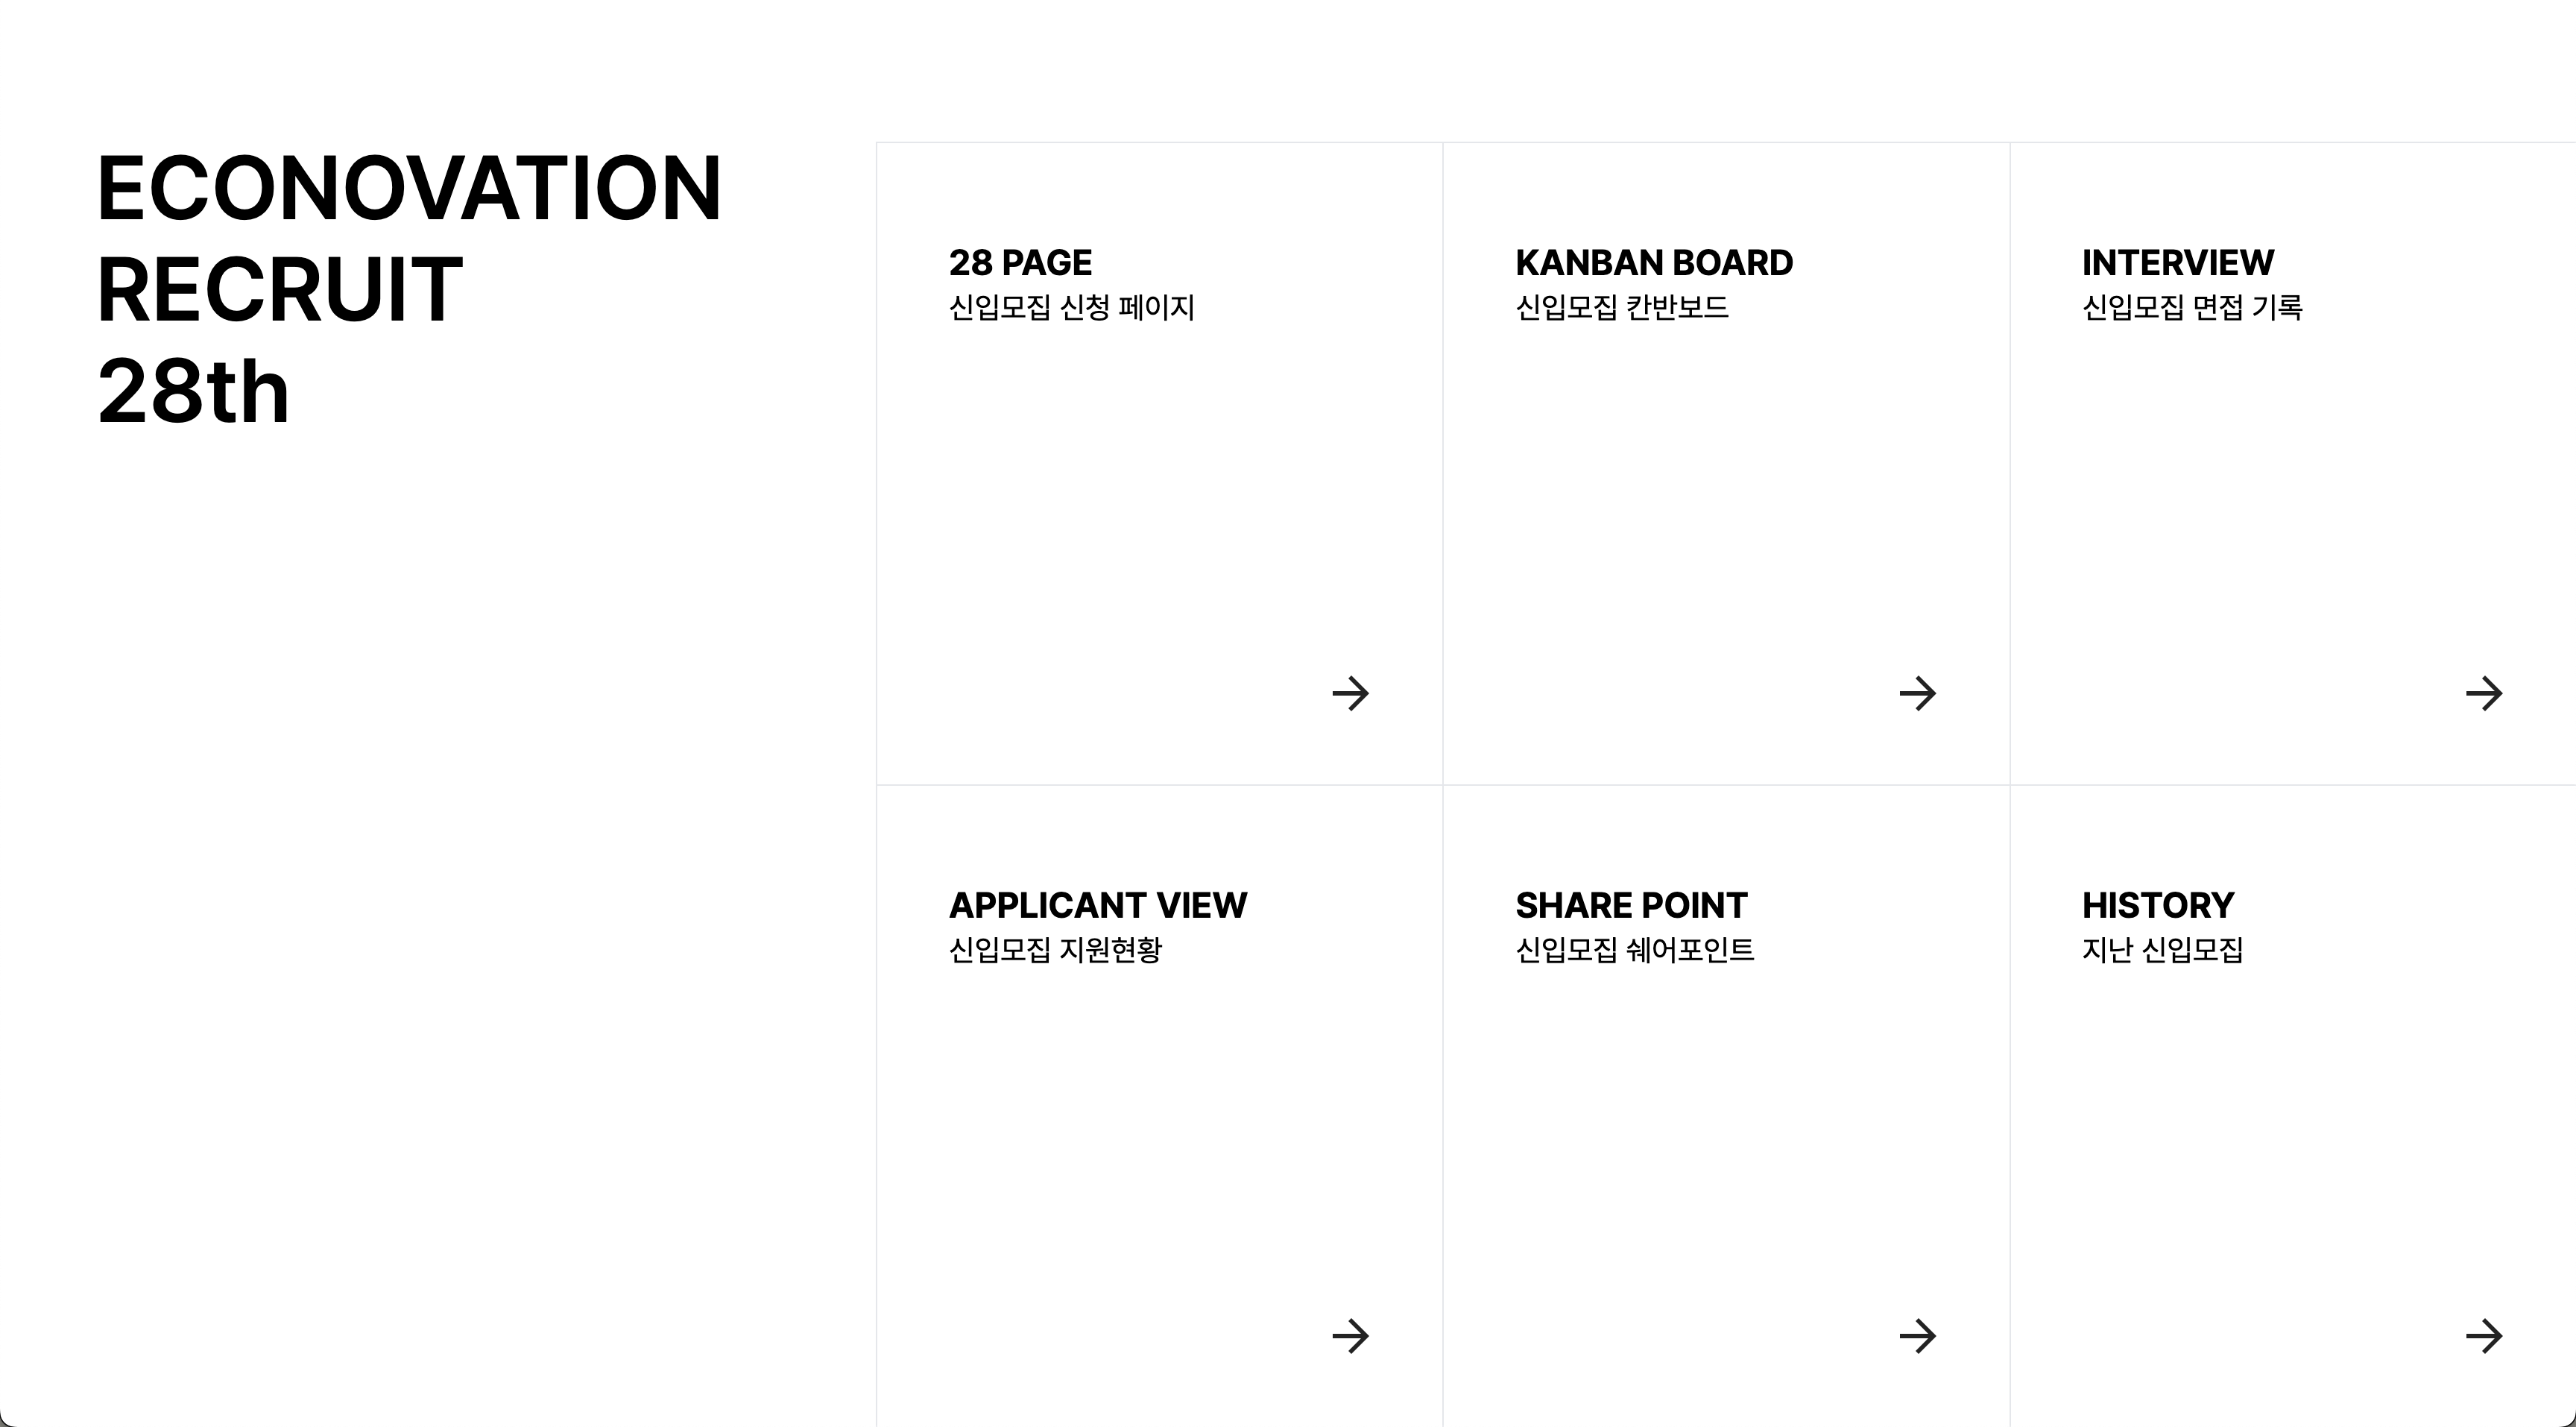 ECONOVATION
RECRUIT
28th
28 PAGE
신입모집 신청 페이지
KANBAN BOARD
신입모집 칸반보드
INTERVIEW
신입모집 면접 기록
APPLICANT VIEW
신입모집 지원현황
SHARE POINT
신입모집 쉐어포인트
HISTORY
지난 신입모집